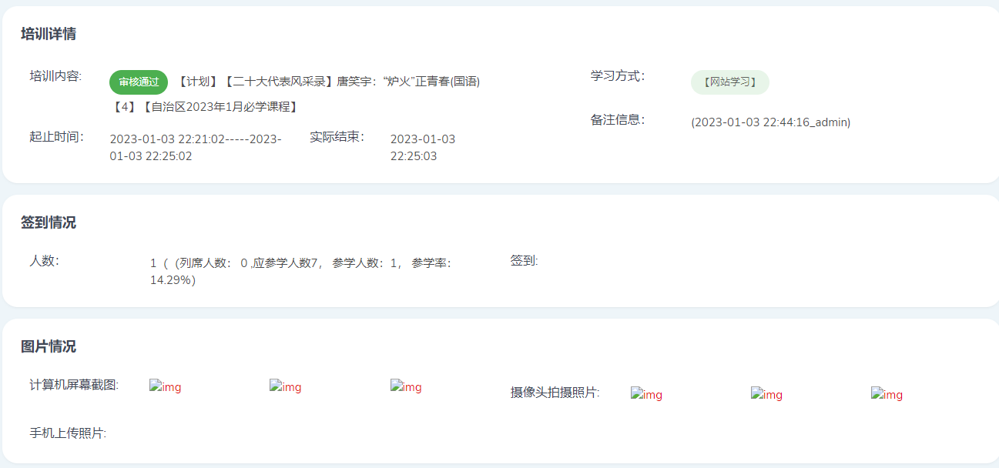 培训详情
培训内容:
审核通过 【计划】【二十大代表风采录】唐笑宇：“炉火”正青春(国语)
【4】【自治区2023年1月必学课程】
学习方式：
【网站学习】
备注信息：
(2023-01-03 22:44:16_admin)
起止时间：
2023-01-03 22:21:02-----2023-
01-03 22:25:02
实际结束：
2023-01-03
22:25:03
签到情况
人数：
1（（列席人数： 0 ,应参学人数7， 参学人数：1， 参学率：
14.29%)
签到:
图片情况
计算机屏幕截图:
img
img
img
摄像头拍摄照片:
img
img
img
手机上传照片: